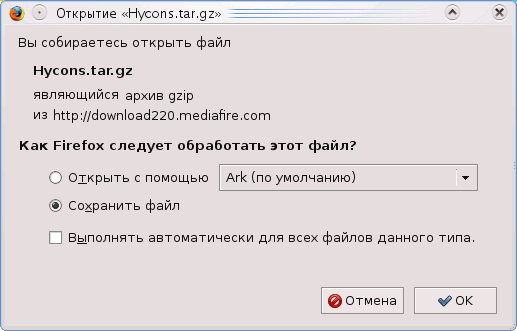 Открытие «Hycons.tar.gz»
Вы собираетесь открыть файл
Hycons.tar.gz
являющийся архив gzip
из http://download220.mediafire.com
Как Firefox следует обработать этот файл?
Открыть с помощью Ark (по умолчанию)
Сохранить файл
Выполнять автоматически для всех файлов данного типа.
Отмена OK